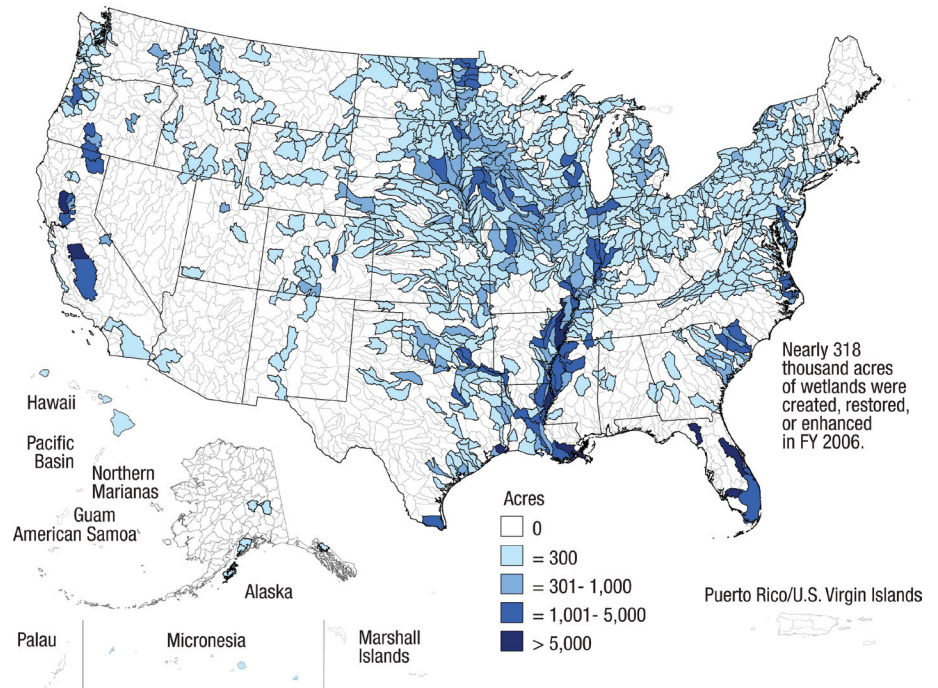 Nearly 318
thousand acres
of wetlands were
created, restored,
or enhanced
in FY 2006.
Hawaii
Pacific
Basin
Northern
Marianas
Guam
American Samoa
Alaska
Acres
0
= 300
= 301- 1,000
= 1,001- 5,000
> 5,000
Puerto Rico/U.S. Virgin Islands
Palau
Micronesia
Marshall
Islands